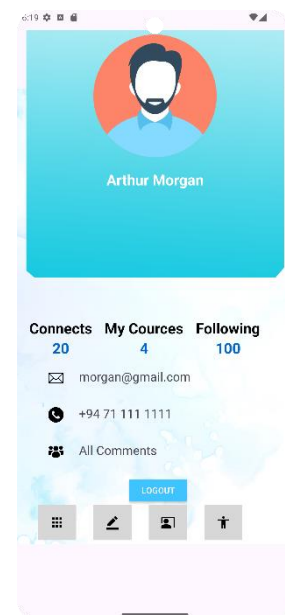 6:19
Arthur Morgan
Connects My Cources Following
20 4 100
morgan@gmail.com
+94 71 111 1111
All Comments
LOGOUT